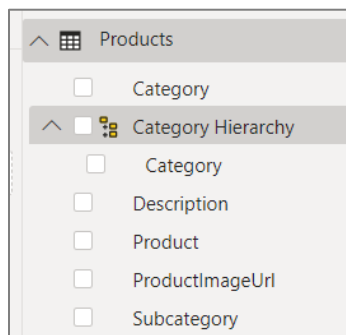 Products
Category
Category Hierarchy
Category
Description
Product
ProductImageUrl
Subcategory